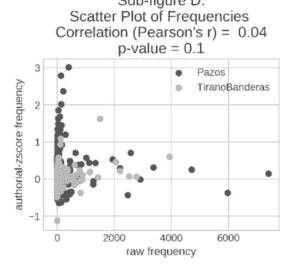 Sub-figure D.
Scatter Plot of Frequencies
Correlation (Pearson's r) = 0.04
p-value = 0.1
Pazos
TiranoBanderas
authorial-zscore frequency
3
2
1
0
−1
0
2000
4000
6000
raw frequency